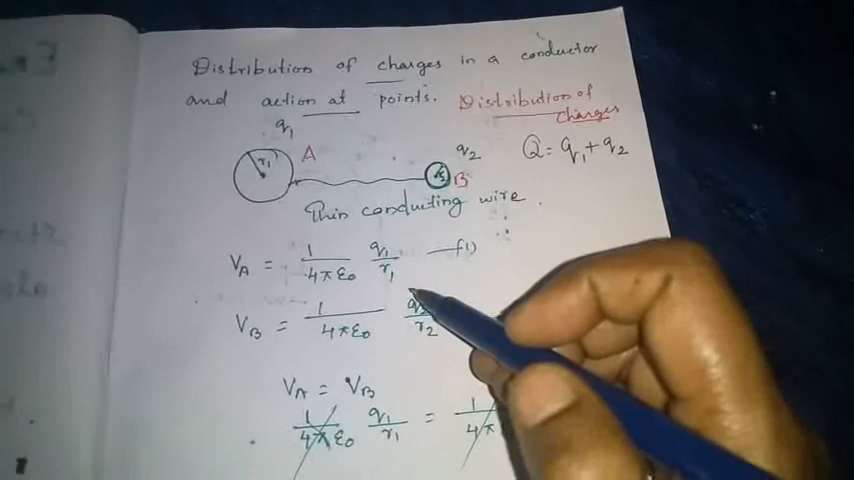 Distribution of charges in a conductor
and action at points. Distribution of charges
q1
r1 A q2 Q = q1 + q2
r2 B
Thin conducting wire.
VA = 1/4πε0 q1/r1 —(1)
VB = 1/4πε0 q2/r2
VA = VB
1/4πε0 q1/r1 = 1/4π